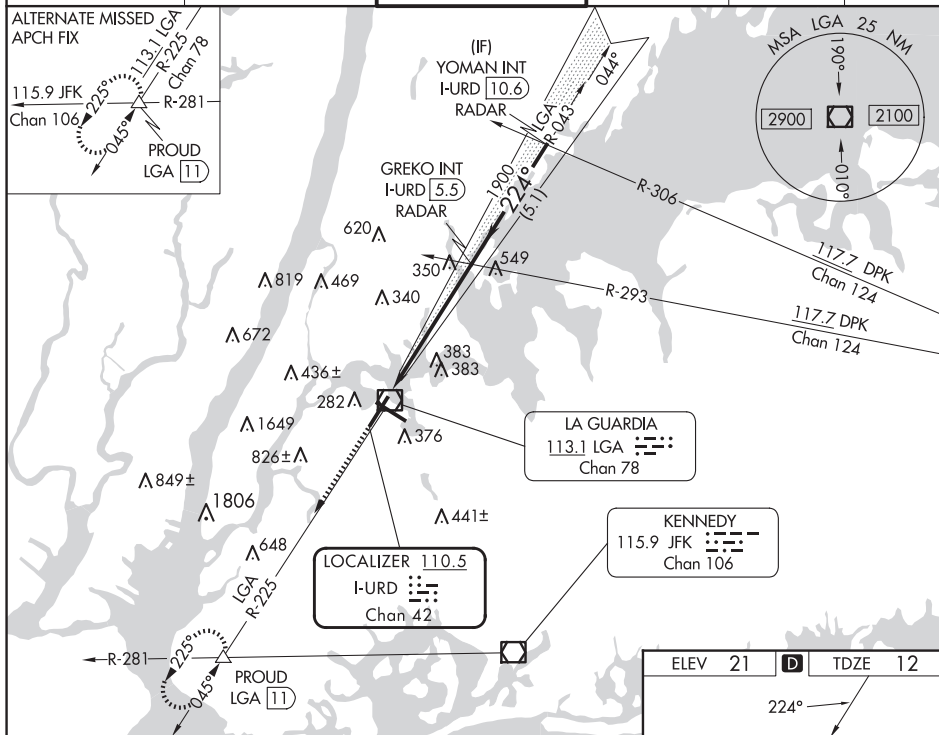 ALTERNATE MISSED
APCH FIX
113.1 LGA
R-225
Chan 78
225°
115.9 JFK
Chan 106
R-281
045°
PROUD
LGA 11
(IF)
YOMAN INT
I-URD 10.6
RADAR
LGA
R-043
044°
1900
224°
(5.1)
GREKO INT
I-URD 5.5
RADAR
MSA LGA 25 NM
190°
2900
2100
010°
R-306
117.7 DPK
Chan 124
R-293
117.7 DPK
Chan 124
620
350
549
819
469
340
672
383
383
436±
282
1649
376
826±
849±
1806
441±
648
LA GUARDIA
113.1 LGA
Chan 78
KENNEDY
115.9 JFK
Chan 106
LOCALIZER 110.5
I-URD
Chan 42
LGA
R-225
R-281
225°
045°
PROUD
LGA 11
ELEV 21 D TDZE 12
224°